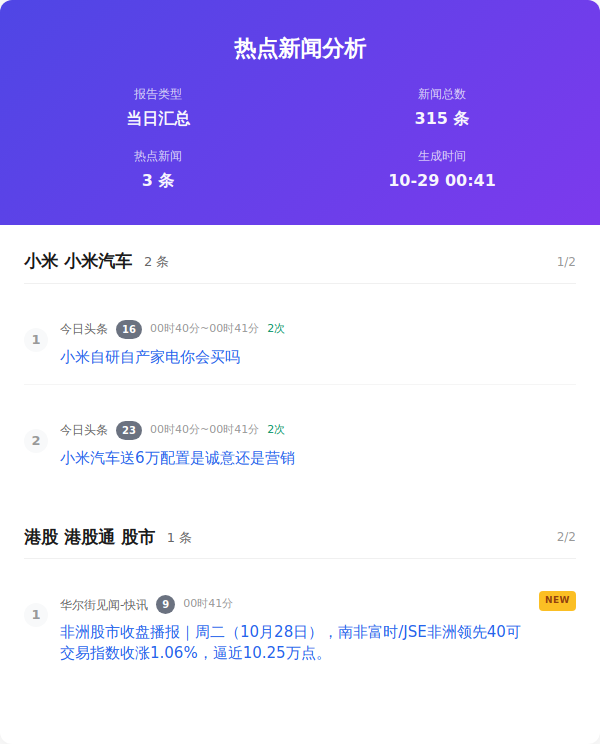 热点新闻分析
报告类型
当日汇总
新闻总数
315 条
热点新闻
3 条
生成时间
10-29 00:41
小米 小米汽车 2 条 1/2
1
今日头条 16 00时40分~00时41分 2次
小米自研自产家电你会买吗
2
今日头条 23 00时40分~00时41分 2次
小米汽车送6万配置是诚意还是营销
港股 港股通 股市 1 条 2/2
1
华尔街见闻-快讯 9 00时41分 NEW
非洲股市收盘播报｜周二（10月28日），南非富时/JSE非洲领先40可
交易指数收涨1.06%，逼近10.25万点。